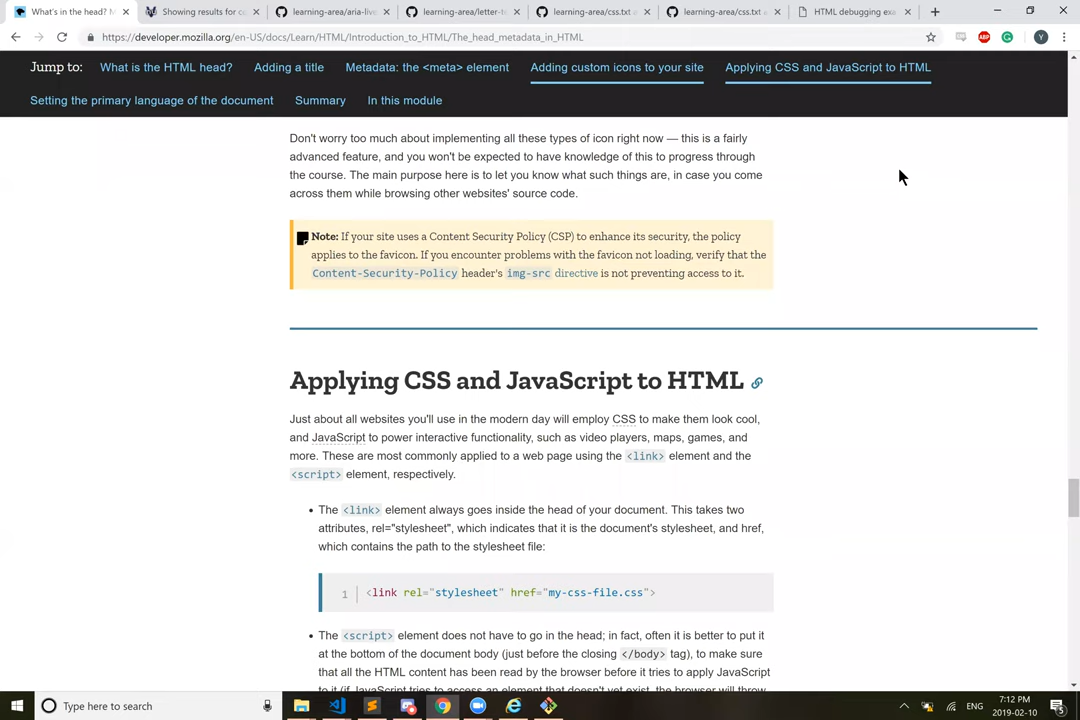 What's in the head? M
Showing results for co
learning-area/aria-live
learning-area/letter-te
learning-area/css.txt a
learning-area/css.txt a
HTML debugging exa
https://developer.mozilla.org/en-US/docs/Learn/HTML/Introduction_to_HTML/The_head_metadata_in_HTML
ABP
Y
Jump to: What is the HTML head? Adding a title Metadata: the <meta> element Adding custom icons to your site Applying CSS and JavaScript to HTML
Setting the primary language of the document Summary In this module
Don't worry too much about implementing all these types of icon right now — this is a fairly
advanced feature, and you won't be expected to have knowledge of this to progress through
the course. The main purpose here is to let you know what such things are, in case you come
across them while browsing other websites' source code.
Note: If your site uses a Content Security Policy (CSP) to enhance its security, the policy
applies to the favicon. If you encounter problems with the favicon not loading, verify that the
Content-Security-Policy header's img-src directive is not preventing access to it.
Applying CSS and JavaScript to HTML
Just about all websites you'll use in the modern day will employ CSS to make them look cool,
and JavaScript to power interactive functionality, such as video players, maps, games, and
more. These are most commonly applied to a web page using the <link> element and the
<script> element, respectively.
• The <link> element always goes inside the head of your document. This takes two
attributes, rel="stylesheet", which indicates that it is the document's stylesheet, and href,
which contains the path to the stylesheet file:
1 <link rel="stylesheet" href="my-css-file.css">
• The <script> element does not have to go in the head; in fact, often it is better to put it
at the bottom of the document body (just before the closing </body> tag), to make sure
that all the HTML content has been read by the browser before it tries to apply JavaScript
to it (if JavaScript tries to access an element that doesn't yet exist, the browser will throw
Type here to search
ENG
7:12 PM
2019-02-10
5